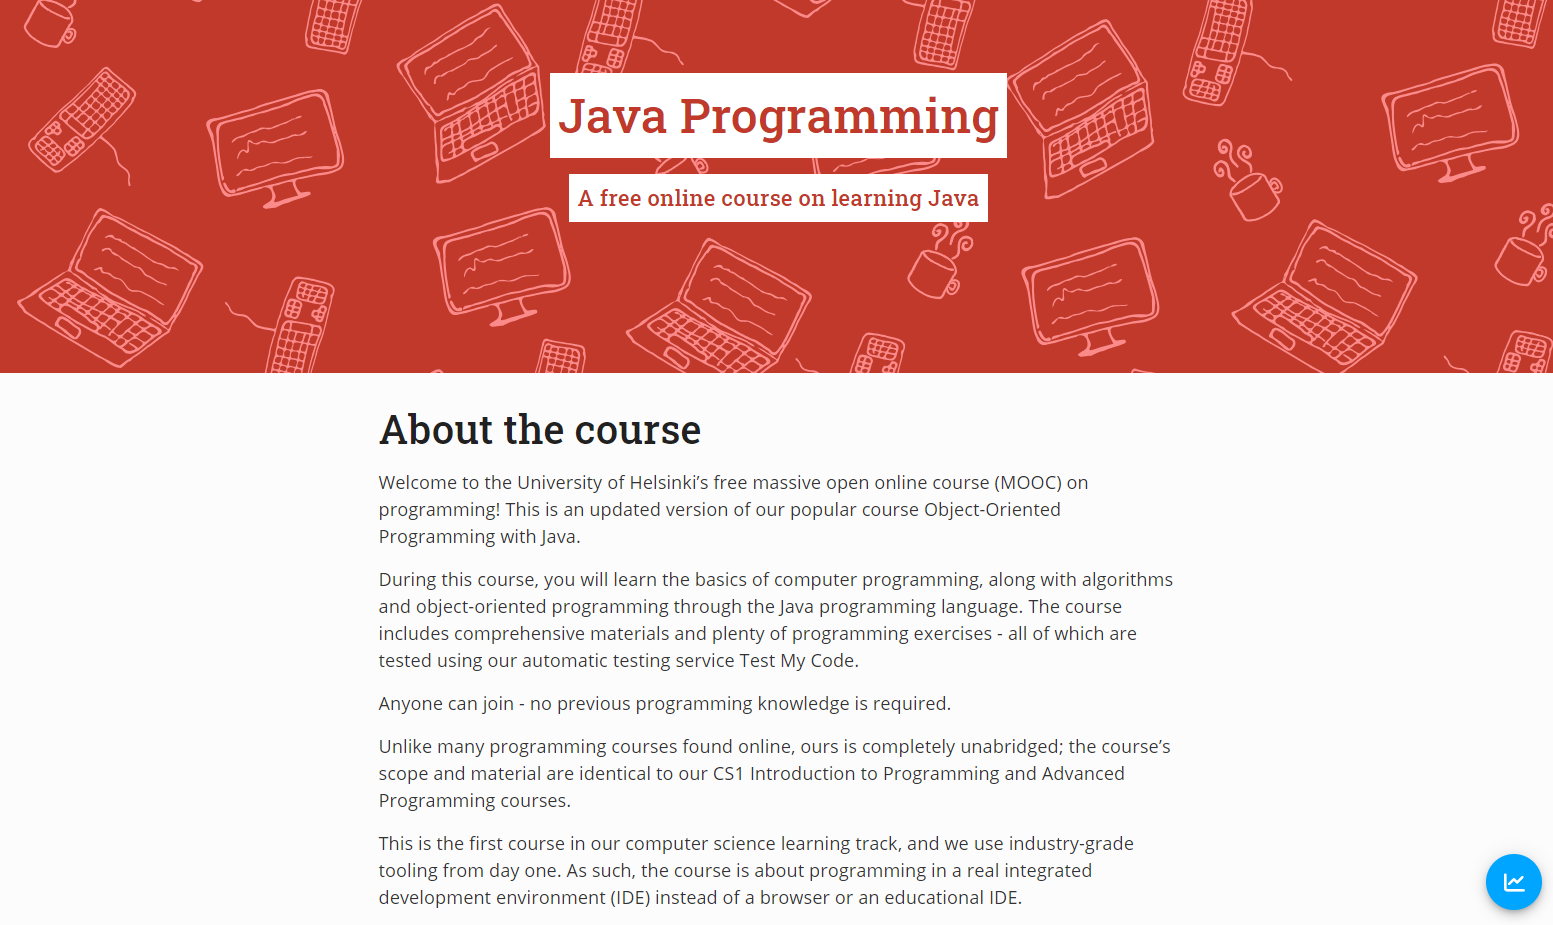 Java Programming
A free online course on learning Java
About the course
Welcome to the University of Helsinki’s free massive open online course (MOOC) on
programming! This is an updated version of our popular course Object-Oriented
Programming with Java.
During this course, you will learn the basics of computer programming, along with algorithms
and object-oriented programming through the Java programming language. The course
includes comprehensive materials and plenty of programming exercises - all of which are
tested using our automatic testing service Test My Code.
Anyone can join - no previous programming knowledge is required.
Unlike many programming courses found online, ours is completely unabridged; the course’s
scope and material are identical to our CS1 Introduction to Programming and Advanced
Programming courses.
This is the first course in our computer science learning track, and we use industry-grade
tooling from day one. As such, the course is about programming in a real integrated
development environment (IDE) instead of a browser or an educational IDE.